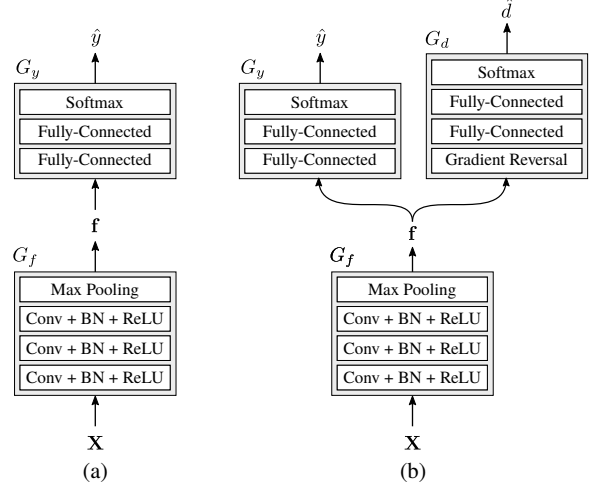 ŷ
G_y
Softmax
Fully-Connected
Fully-Connected
f
G_f
Max Pooling
Conv + BN + ReLU
Conv + BN + ReLU
Conv + BN + ReLU
X
(a)
ŷ
G_y
Softmax
Fully-Connected
Fully-Connected
d̂
G_d
Softmax
Fully-Connected
Fully-Connected
Gradient Reversal
f
G_f
Max Pooling
Conv + BN + ReLU
Conv + BN + ReLU
Conv + BN + ReLU
X
(b)